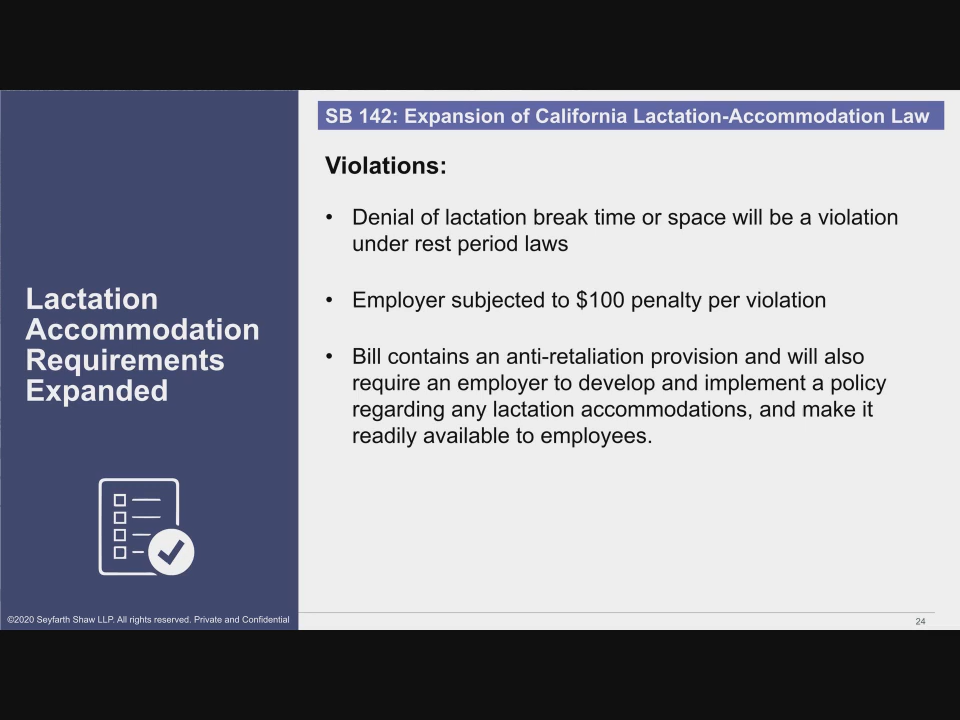 SB 142: Expansion of California Lactation-Accommodation Law
Violations:
• Denial of lactation break time or space will be a violation
under rest period laws
• Employer subjected to $100 penalty per violation
• Bill contains an anti-retaliation provision and will also
require an employer to develop and implement a policy
regarding any lactation accommodations, and make it
readily available to employees.
Lactation
Accommodation
Requirements
Expanded
©2020 Seyfarth Shaw LLP. All rights reserved. Private and Confidential
24